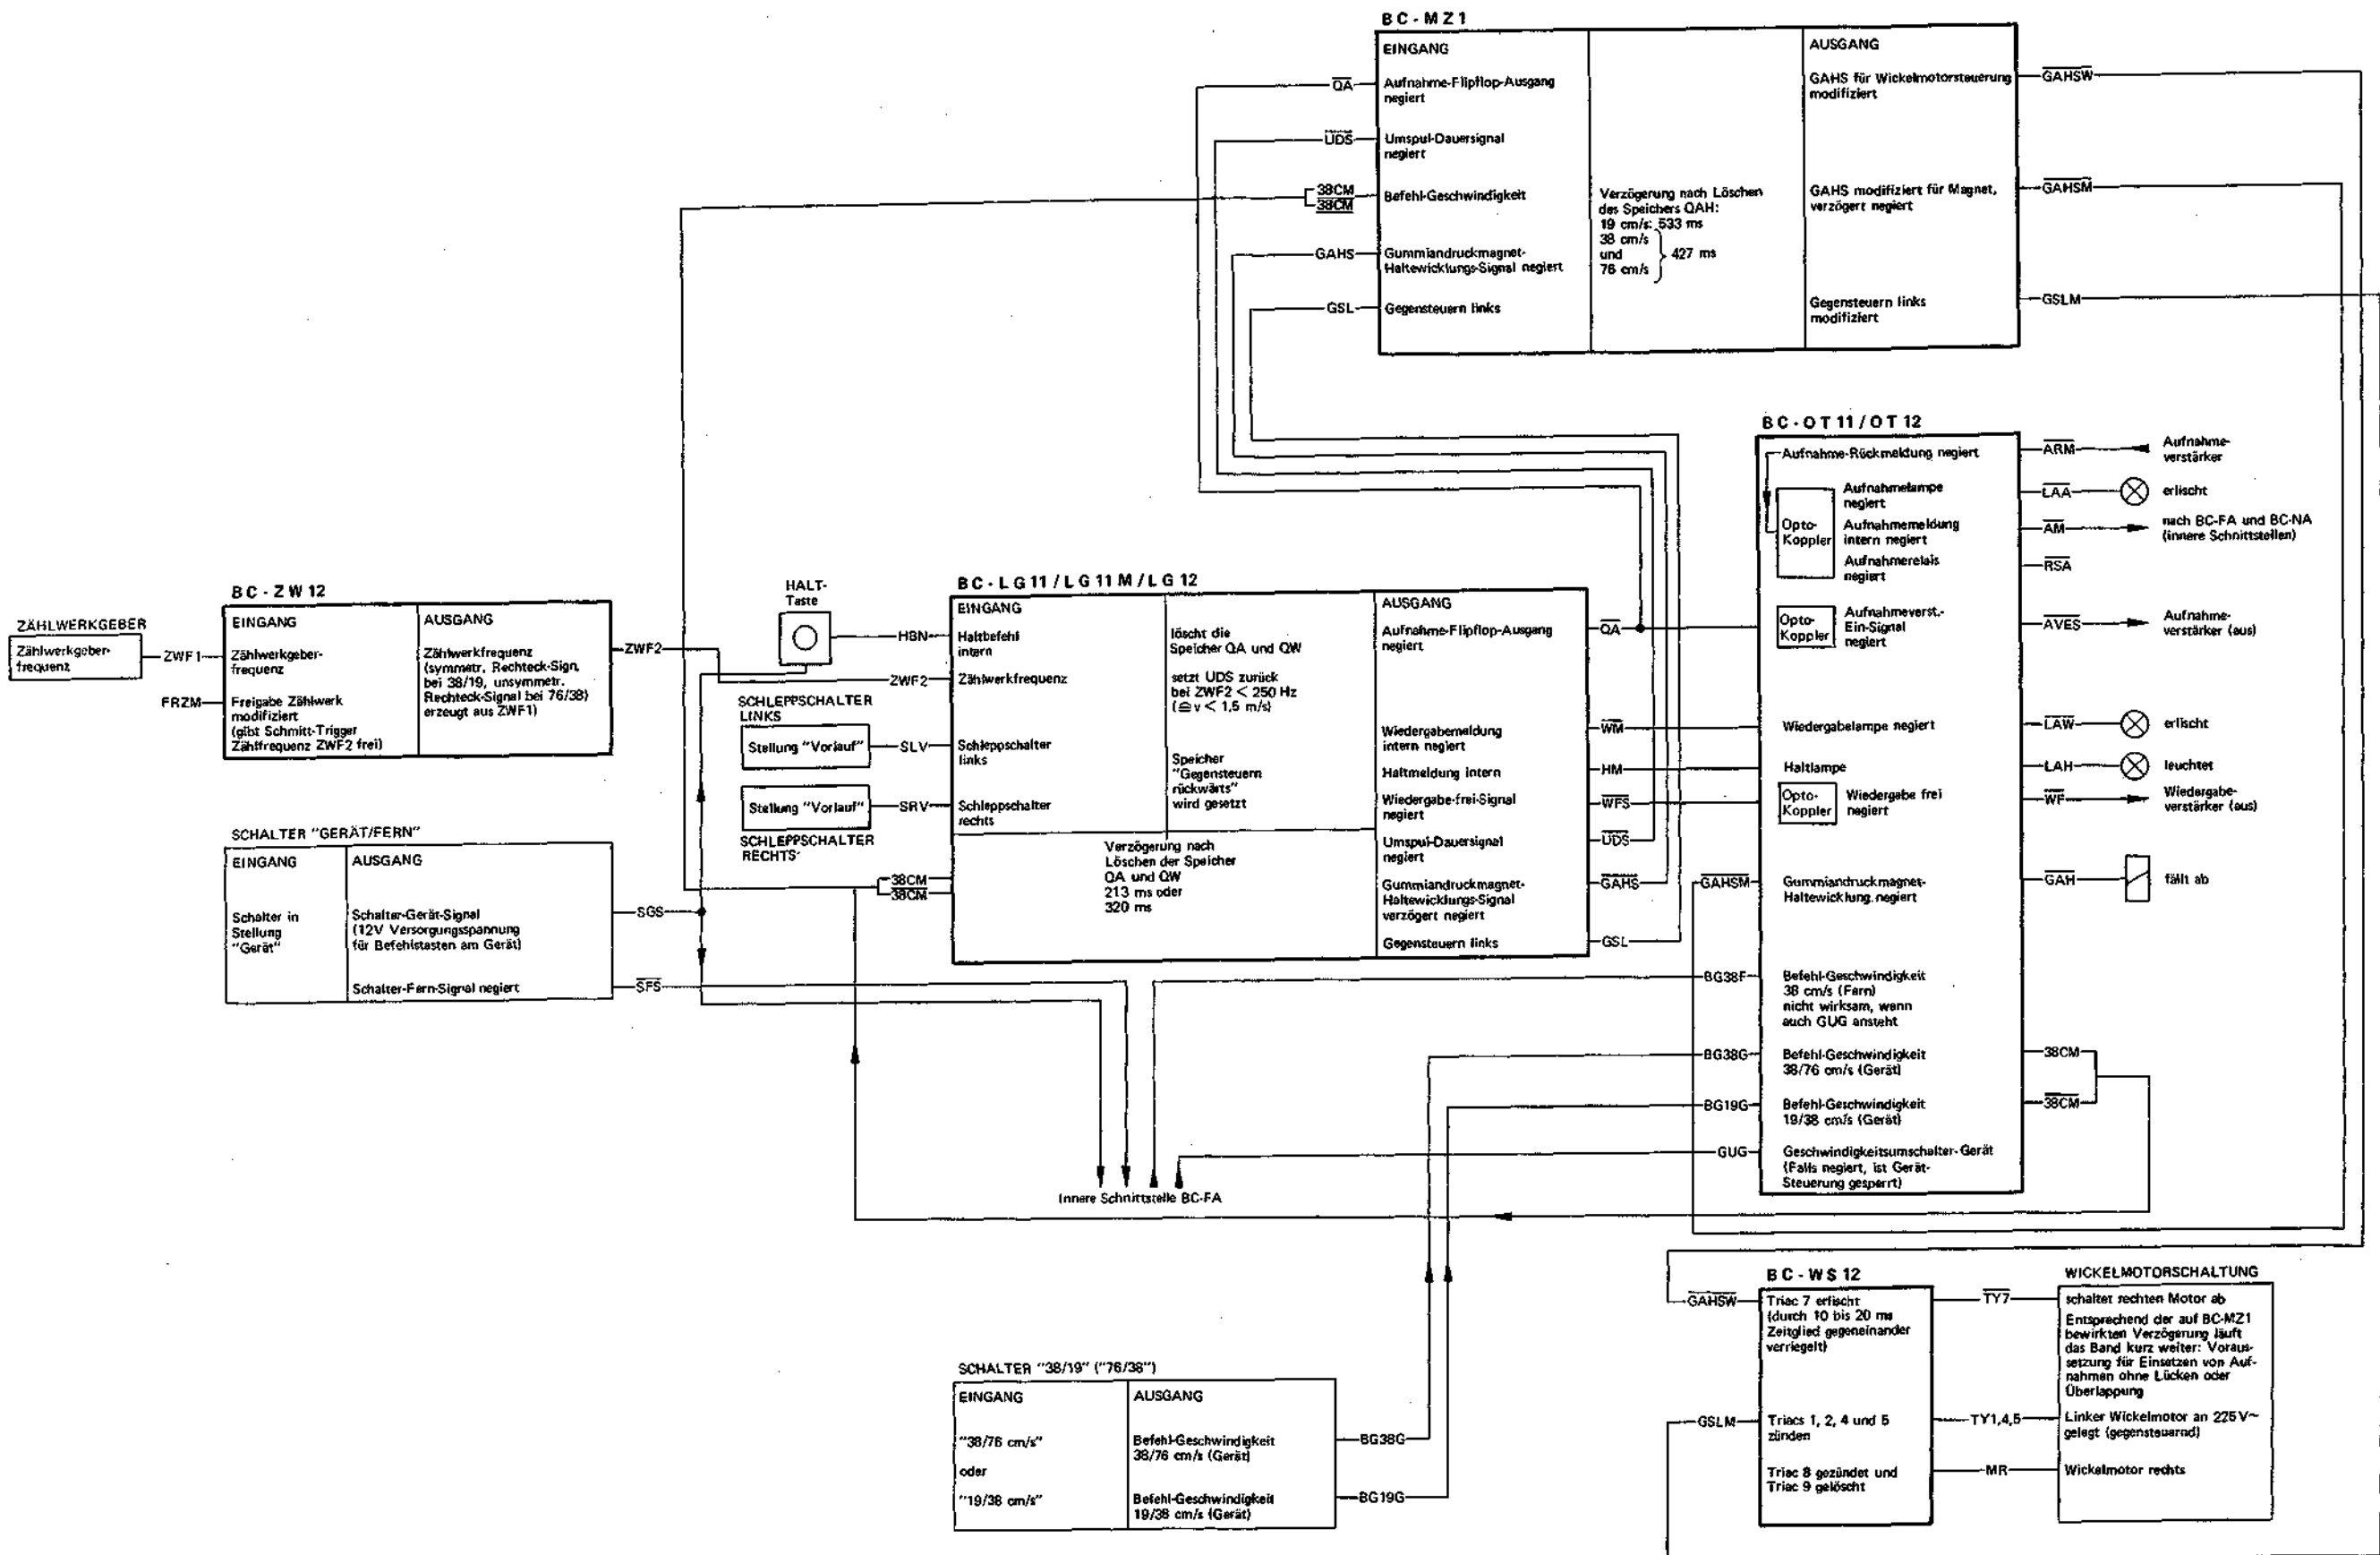 BC-MZ1
EINGANG
AUSGANG
QA
Aufnahme-Flipflop-Ausgang
negiert
GAHS für Wickelmotorsteuerung
modifiziert
GAHSW
UDS
Umspul-Dauersignal
negiert
38CM
38CM
Befehl-Geschwindigkeit
Verzögerung nach Löschen
des Speichers QAH:
19 cm/s: 533 ms
38 cm/s
und
76 cm/s
427 ms
GAHS modifiziert für Magnet,
verzögert negiert
GAHSM
GAHS
Gummiandruckmagnet-
Haltewicklungs-Signal negiert
GSL
Gegensteuern links
Gegensteuern links
modifiziert
GSLM
BC-OT11/OT12
Aufnahme-Rückmeldung negiert
ARM
Aufnahme-
verstärker
Opto-
Koppler
Aufnahmelampe
negiert
LAA
erlischt
Aufnahmemeldung
intern negiert
AM
nach BC-FA und BC-NA
(innere Schnittstellen)
Aufnahmerelais
negiert
RSA
Opto-
Koppler
Aufnahmeverst.-
Ein-Signal
negiert
AVES
Aufnahme-
verstärker (aus)
Wiedergabelampe negiert
LAW
erlischt
Haltlampe
LAH
leuchtet
Opto-
Koppler
Wiedergabe frei
negiert
WF
Wiedergabe-
verstärker (aus)
GAHSM
Gummiandruckmagnet-
Haltewicklung negiert
GAH
fällt ab
BG38F
Befehl-Geschwindigkeit
38 cm/s (Fern)
nicht wirksam, wenn
auch GUG ansteht
BG38G
Befehl-Geschwindigkeit
38/76 cm/s (Gerät)
38CM
BG19G
Befehl-Geschwindigkeit
19/38 cm/s (Gerät)
38CM
GUG
Geschwindigkeitsumschalter-Gerät
(Falls negiert, ist Gerät-
Steuerung gesperrt)
ZÄHLWERKGEBER
Zählwerkgeber-
frequenz
BC-ZW12
EINGANG
AUSGANG
ZWF1
Zählwerkgeber-
frequenz
Zählwerkfrequenz
(symmetr. Rechteck-Sign.
bei 38/19, unsymmetr.
Rechteck-Signal bei 76/38)
erzeugt aus ZWF1)
ZWF2
FRZM
Freigabe Zählwerk
modifiziert
(gibt Schmitt-Trigger
Zählfrequenz ZWF2 frei)
HALT-
Taste
SCHLEPPSCHALTER
LINKS
Stellung "Vorlauf"
Stellung "Vorlauf"
SCHLEPPSCHALTER
RECHTS
BC-LG11/LG11M/LG12
EINGANG
AUSGANG
HBN
Haltbefehl
intern
löscht die
Speicher QA und QW
Aufnahme-Flipflop-Ausgang
negiert
QA
ZWF2
Zählwerkfrequenz
setzt UDS zurück
bei ZWF2 < 250 Hz
(≙ v < 1,5 m/s)
Wiedergabemeldung
intern negiert
WM
SLV
Schleppschalter
links
Speicher
"Gegensteuern
rückwärts"
wird gesetzt
Haltmeldung intern
HM
SRV
Schleppschalter
rechts
Wiedergabe-frei-Signal
negiert
WFS
38CM
38CM
Verzögerung nach
Löschen der Speicher
QA und QW
213 ms oder
320 ms
Umspul-Dauersignal
negiert
UDS
Gummiandruckmagnet-
Haltewicklungs-Signal
verzögert negiert
GAHS
Gegensteuern links
GSL
SCHALTER "GERÄT/FERN"
EINGANG
AUSGANG
Schalter in
Stellung
"Gerät"
Schalter-Gerät-Signal
(12V Versorgungsspannung
für Befehlstasten am Gerät)
SGS
Schalter-Fern-Signal negiert
SFS
Innere Schnittstelle BC-FA
SCHALTER "38/19" ("76/38")
EINGANG
AUSGANG
"38/76 cm/s"
oder
"19/38 cm/s"
Befehl-Geschwindigkeit
38/76 cm/s (Gerät)
BG38G
Befehl-Geschwindigkeit
19/38 cm/s (Gerät)
BG19G
BC-WS12
GAHSW
Triac 7 erlischt
(durch 10 bis 20 ms
Zeitglied gegeneinander
verriegelt)
TY7
GSLM
Triacs 1, 2, 4 und 5
zünden
TY1,4,5
Triac 8 gezündet und
Triac 9 gelöscht
MR
WICKELMOTORSCHALTUNG
schaltet rechten Motor ab
Entsprechend der auf BC-MZ1
bewirkten Verzögerung läuft
das Band kurz weiter: Voraus-
setzung für Einsetzen von Auf-
nahmen ohne Lücken oder
Überlappung
Linker Wickelmotor an 225V~
gelegt (gegensteuernd)
Wickelmotor rechts